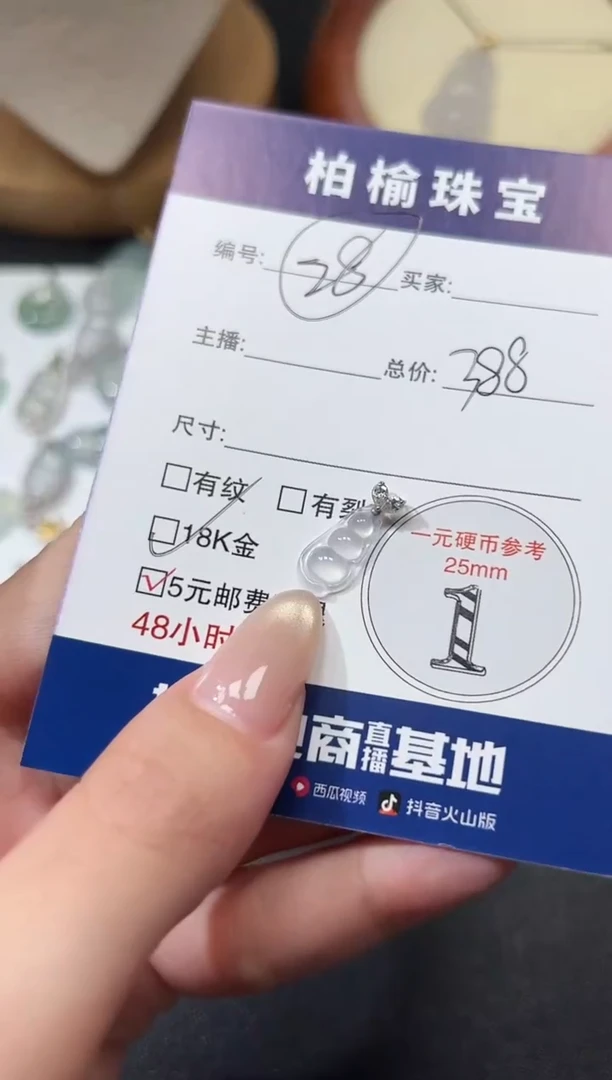 柏榆珠宝
编号: 28 买家:
主播: 总价: 388
尺寸:
□有纹 □有裂
☑18K金
☑5元邮费
48小时
一元硬币参考
25mm
1
商直播基地
西瓜视频 抖音火山版